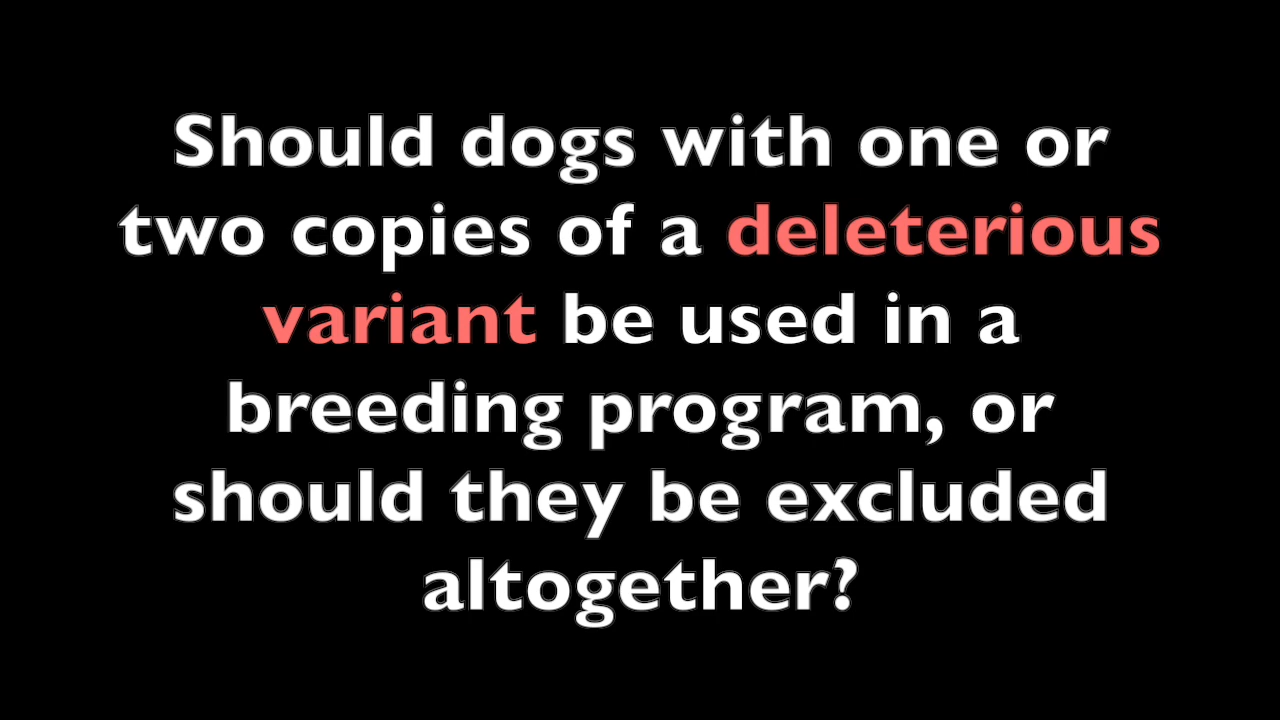 Should dogs with one or
two copies of a deleterious
variant be used in a
breeding program, or
should they be excluded
altogether?